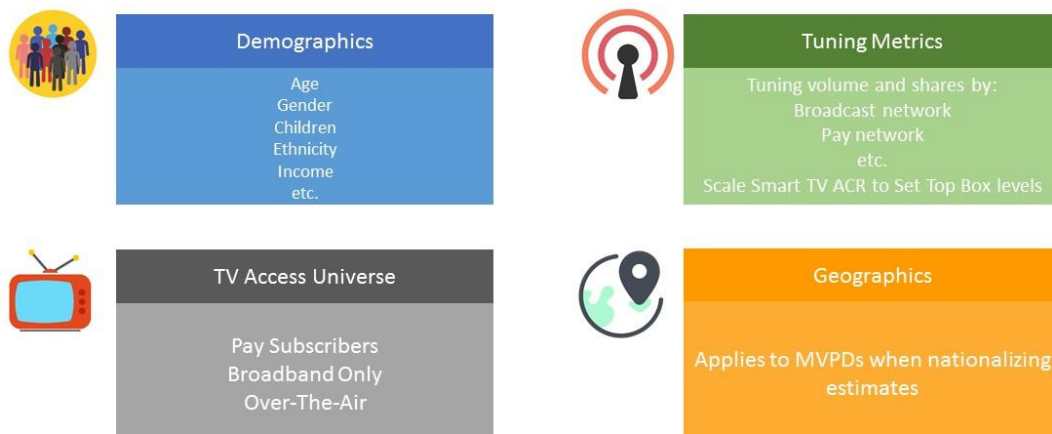 Demographics
Age
Gender
Children
Ethnicity
Income
etc.
Tuning Metrics
Tuning volume and shares by:
Broadcast network
Pay network
etc.
Scale Smart TV ACR to Set Top Box levels
TV Access Universe
Pay Subscribers
Broadband Only
Over-The-Air
Geographics
Applies to MVPDs when nationalizing
estimates